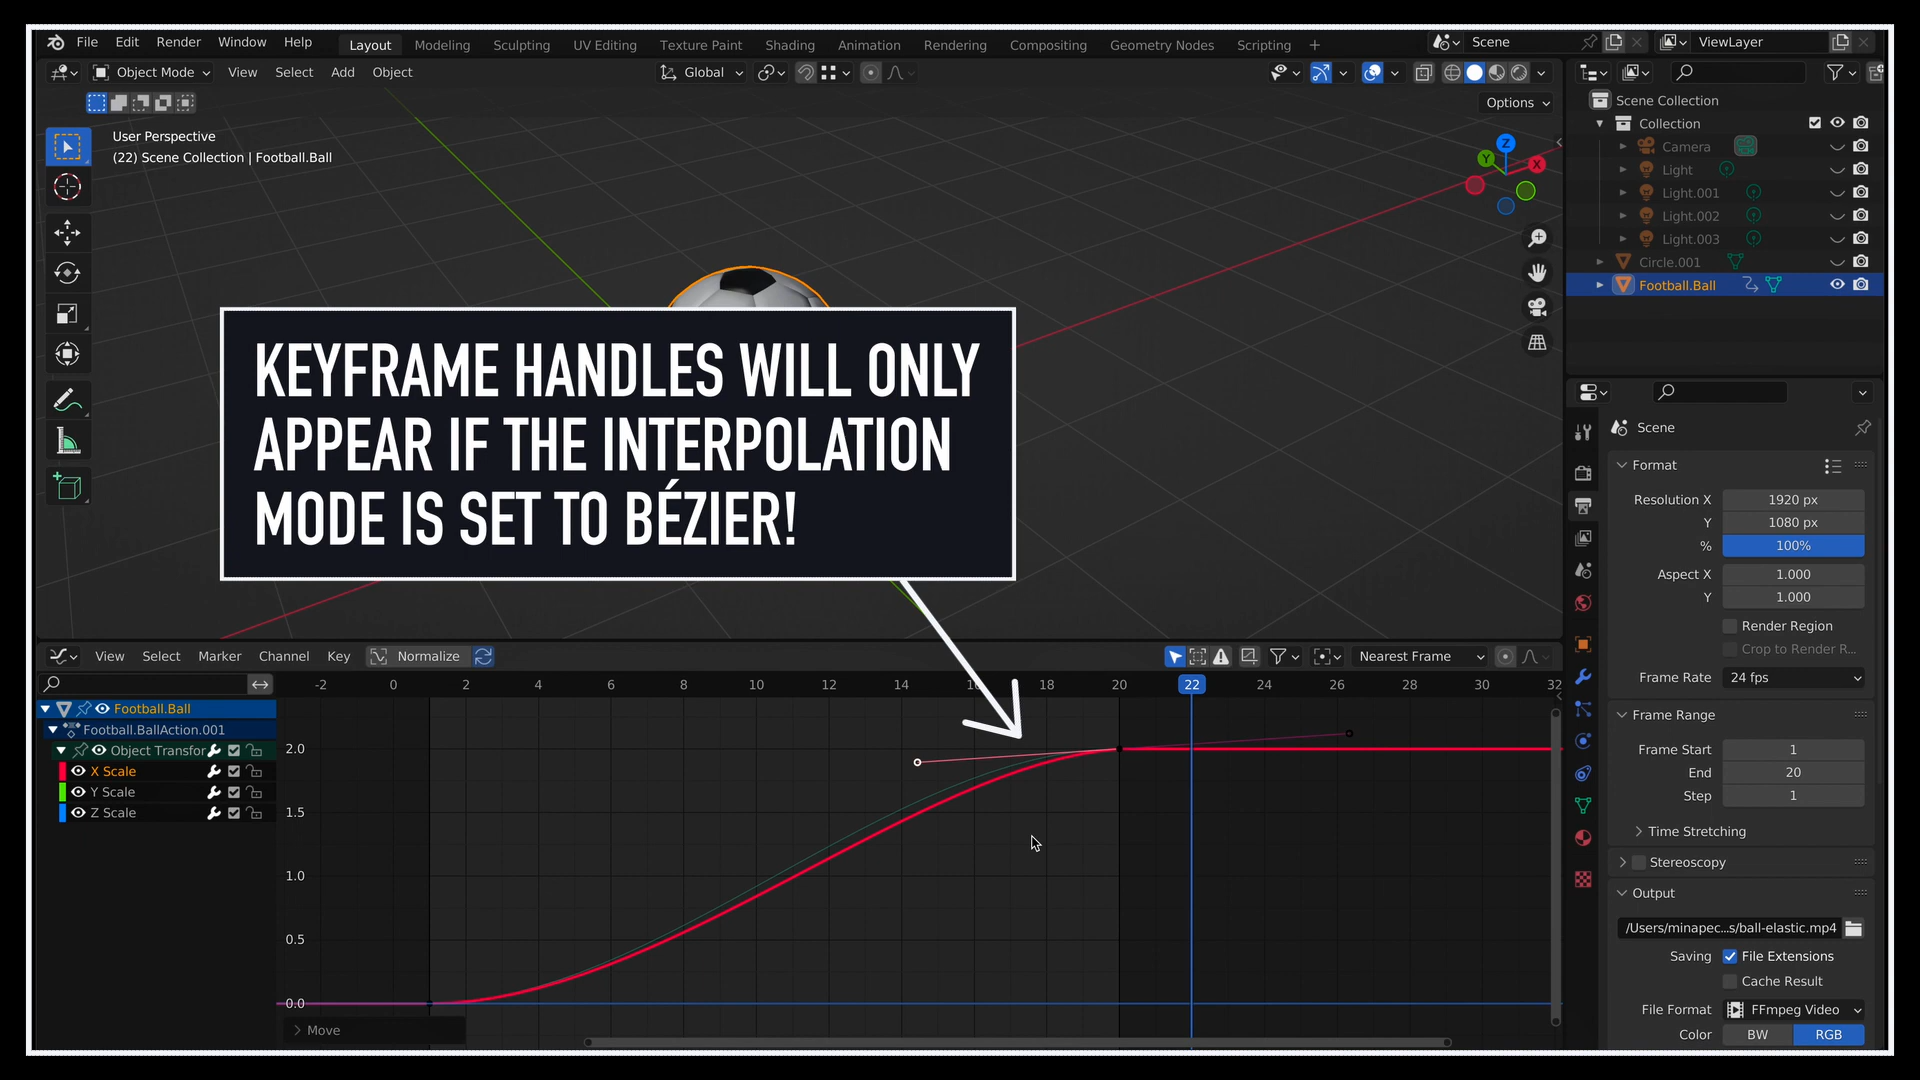 File Edit Render Window Help Layout Modeling Sculpting UV Editing Texture Paint Shading Animation Rendering Compositing Geometry Nodes Scripting + Scene ViewLayer
Object Mode View Select Add Object Global
Options
User Perspective
(22) Scene Collection | Football.Ball
Z
Y
X
KEYFRAME HANDLES WILL ONLY
APPEAR IF THE INTERPOLATION
MODE IS SET TO BÉZIER!
Scene Collection
Collection
Camera
Light
Light.001
Light.002
Light.003
Circle.001
Football.Ball
Scene
Format
Resolution X 1920 px
Y 1080 px
% 100%
Aspect X 1.000
Y 1.000
Render Region
Crop to Render R...
Frame Rate 24 fps
Frame Range
Frame Start 1
End 20
Step 1
Time Stretching
Stereoscopy
Output
/Users/minapec...s/ball-elastic.mp4
Saving File Extensions
Cache Result
File Format FFmpeg Video
Color BW RGB
View Select Marker Channel Key Normalize Nearest Frame
-2 0 2 4 6 8 10 12 14 18 20 22 24 26 28 30 32
Football.Ball
Football.BallAction.001
Object Transfor
X Scale
Y Scale
Z Scale
2.0
1.5
1.0
0.5
0.0
Move